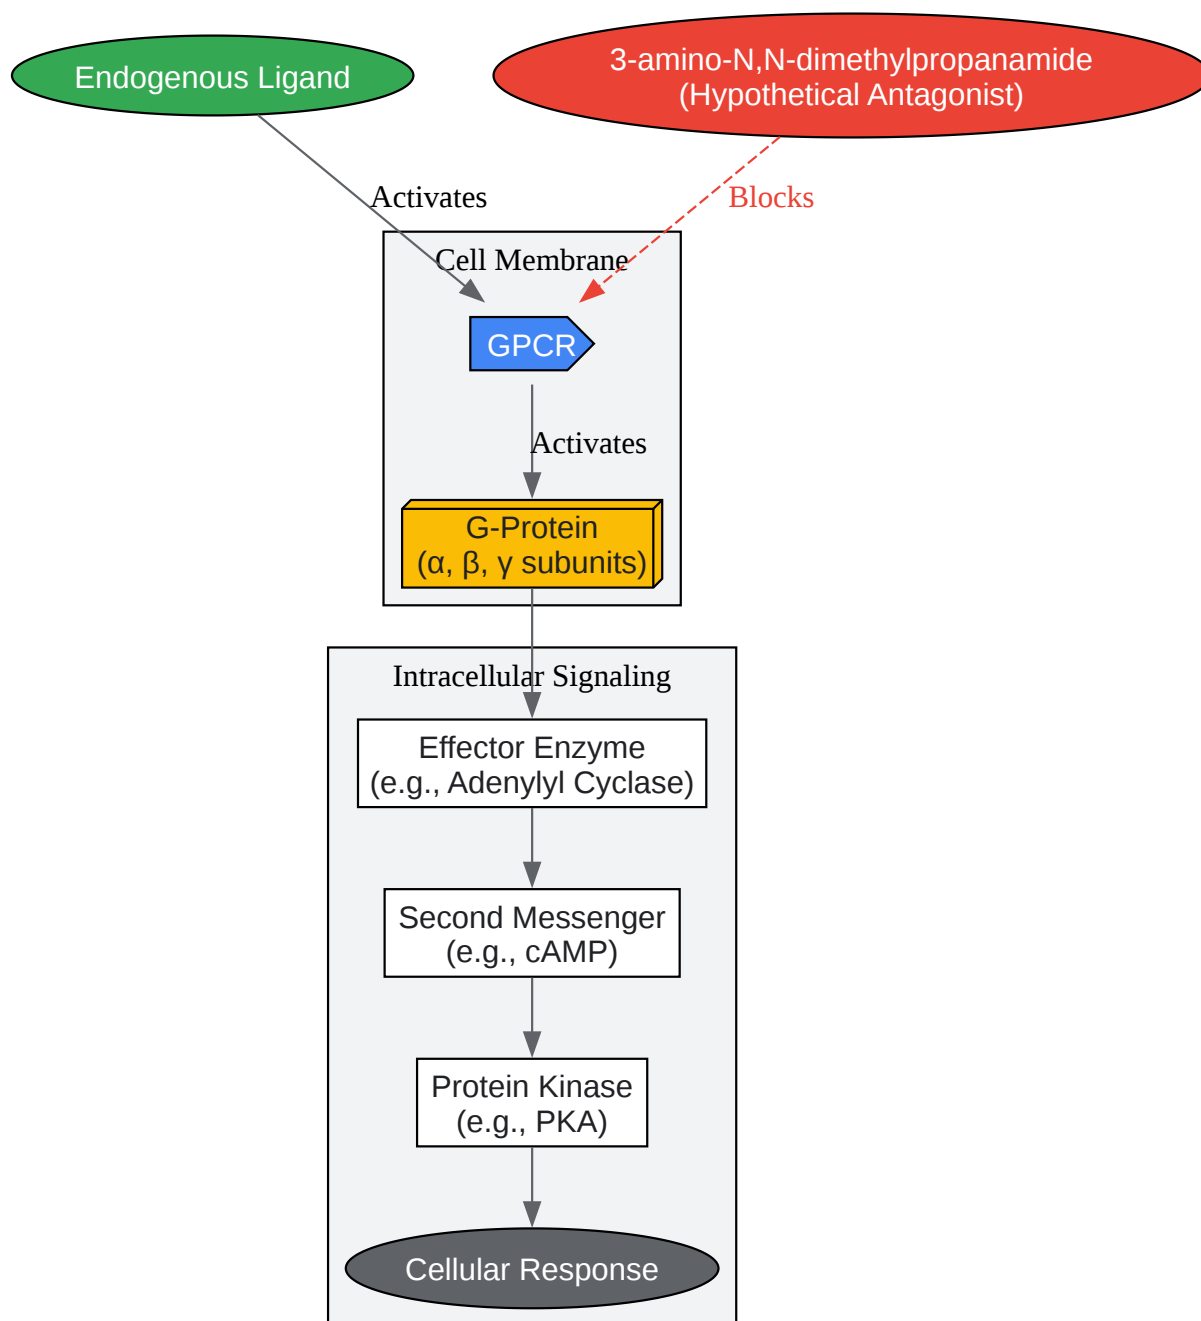 Endogenous Ligand
3-amino-N,N-dimethylpropanamide
(Hypothetical Antagonist)
Activates
Blocks
Cell Membrane
GPCR
Activates
G-Protein
(α, β, γ subunits)
Intracellular Signaling
Effector Enzyme
(e.g., Adenylyl Cyclase)
Second Messenger
(e.g., cAMP)
Protein Kinase
(e.g., PKA)
Cellular Response